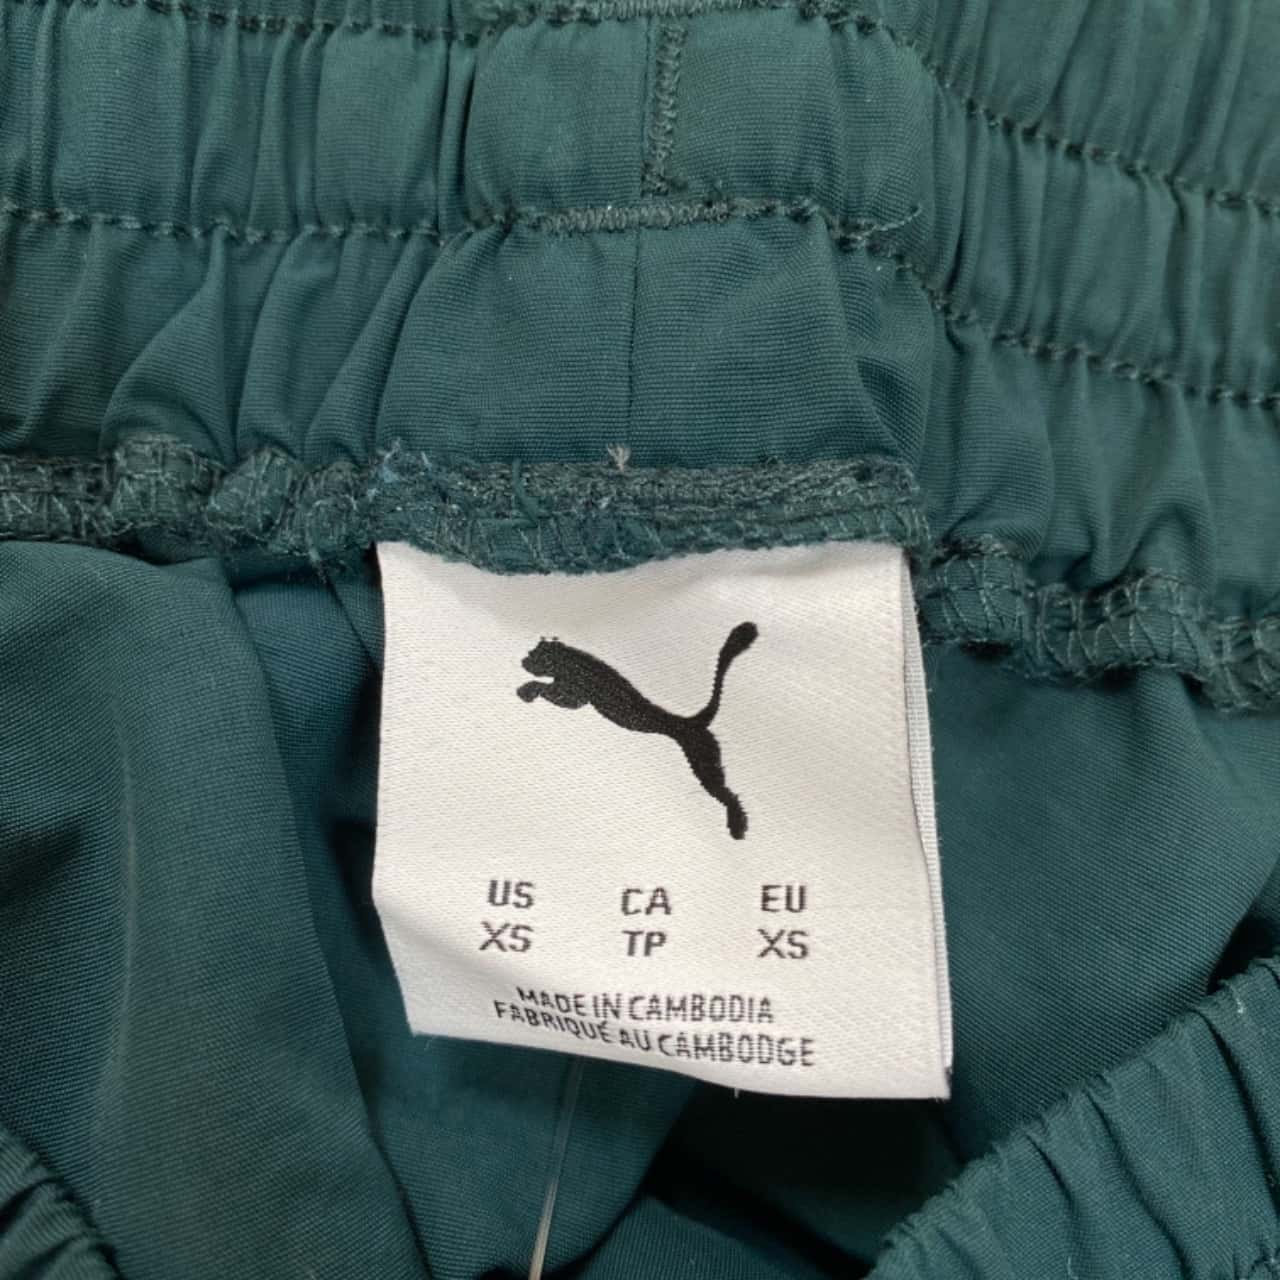 US CA EU
XS TP XS
MADE IN CAMBODIA
FABRIQUÉ AU CAMBODGE